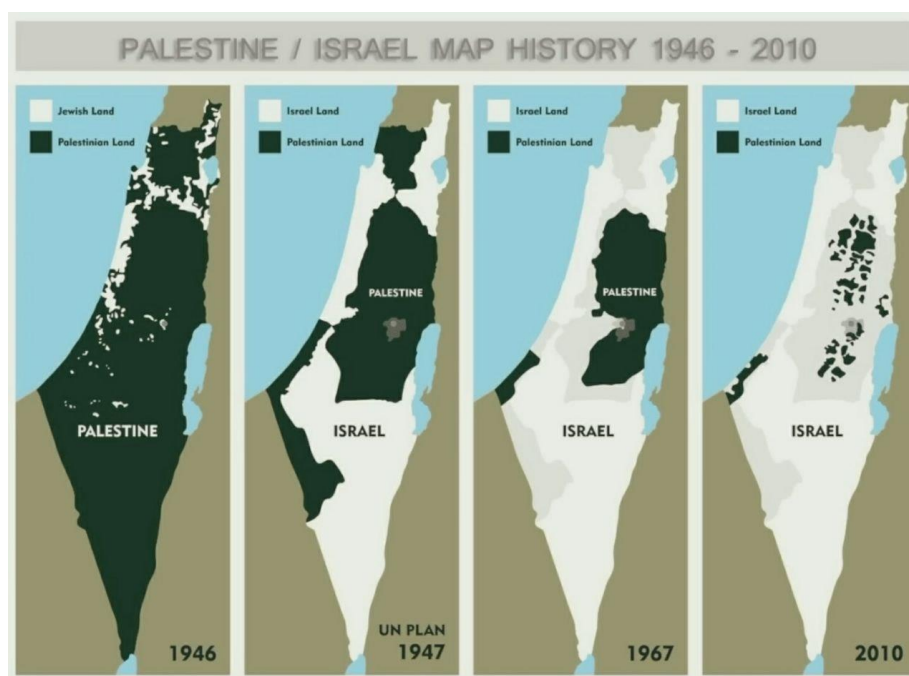 PALESTINE / ISRAEL MAP HISTORY 1946 - 2010
Jewish Land
Palestinian Land
PALESTINE
1946
Israel Land
Palestinian Land
PALESTINE
ISRAEL
UN PLAN
1947
Israel Land
Palestinian Land
PALESTINE
ISRAEL
1967
Israel Land
Palestinian Land
ISRAEL
2010